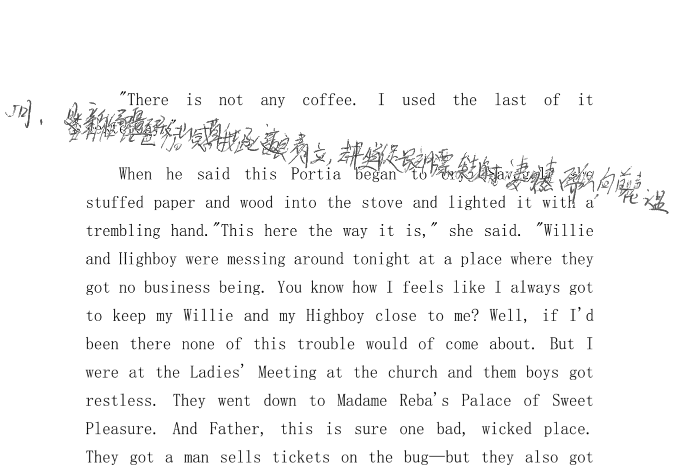 "There is not any coffee. I used the last of it
When he said this Portia began to
stuffed paper and wood into the stove and lighted it with a
trembling hand."This here the way it is," she said. "Willie
and Highboy were messing around tonight at a place where they
got no business being. You know how I feels like I always got
to keep my Willie and my Highboy close to me? Well, if I'd
been there none of this trouble would of come about. But I
were at the Ladies' Meeting at the church and them boys got
restless. They went down to Madame Reba's Palace of Sweet
Pleasure. And Father, this is sure one bad, wicked place.
They got a man sells tickets on the bug—but they also got